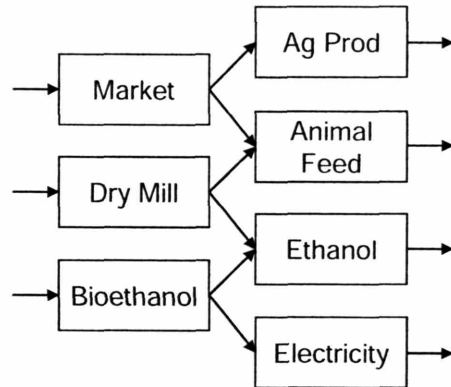 Ag Prod
Market
Animal
Feed
Dry Mill
Ethanol
Bioethanol
Electricity